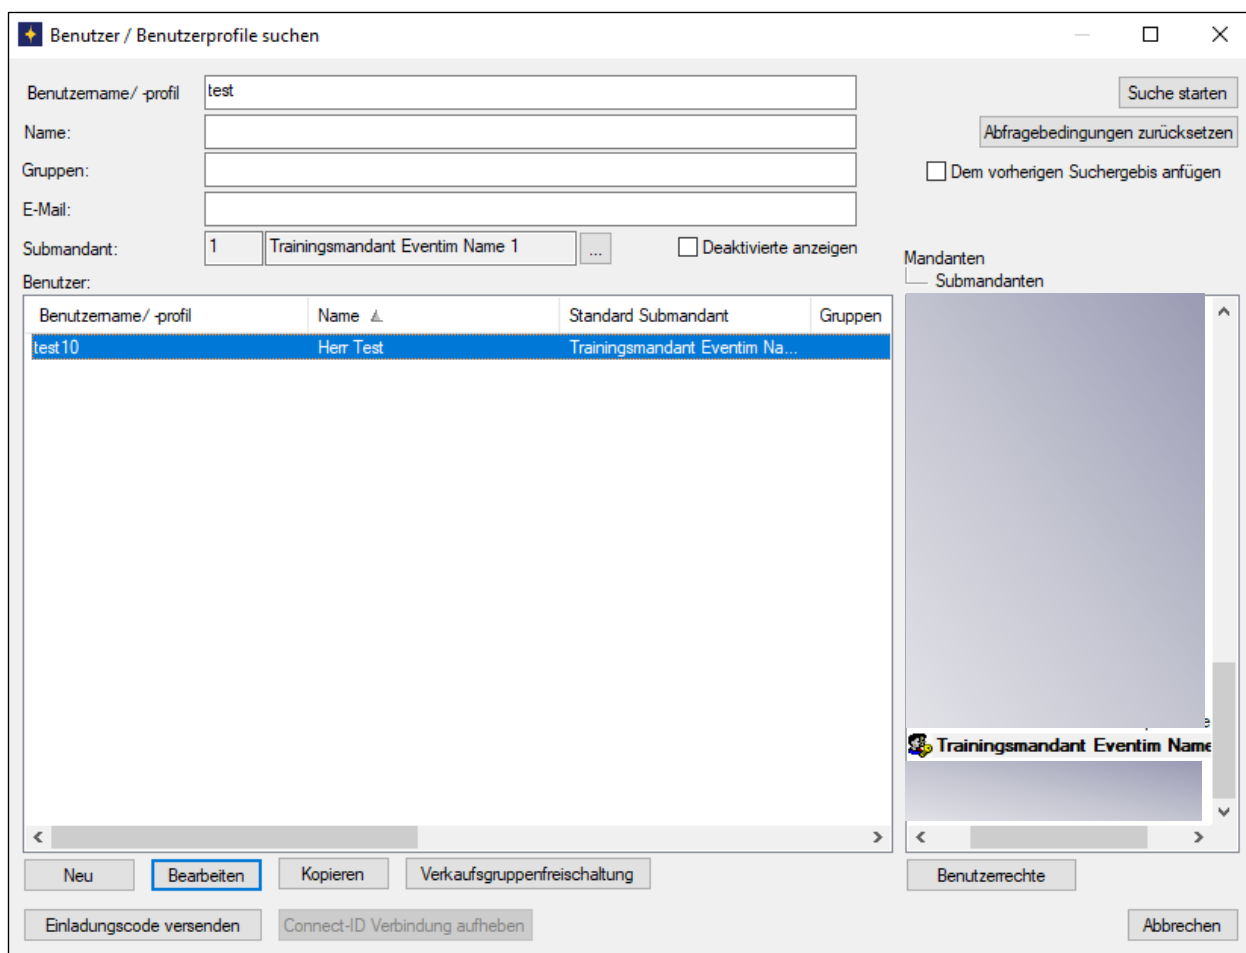 Benutzer / Benutzerprofile suchen
Benutzername/ -profil test Suche starten
Name: Abfragebedingungen zurücksetzen
Gruppen: Dem vorherigen Suchergebis anfügen
E-Mail:
Submandant: 1 Trainingsmandant Eventim Name 1 ... Deaktivierte anzeigen
Mandanten
Submandanten
Benutzer:
Benutzername/ -profil Name Standard Submandant Gruppen
test10 Herr Test Trainingsmandant Eventim Na...
Trainingsmandant Eventim Name
Neu Bearbeiten Kopieren Verkaufsgruppenfreischaltung Benutzerrechte
Einladungscode versenden Connect-ID Verbindung aufheben Abbrechen